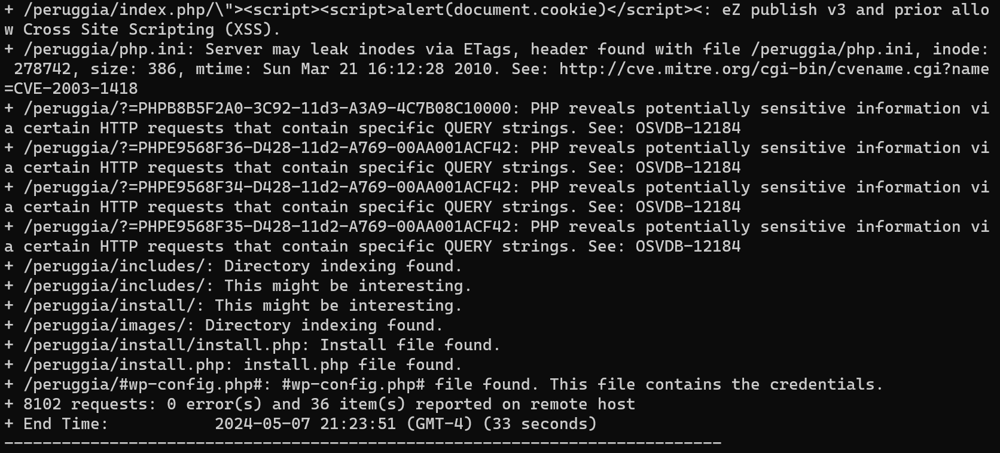 + /peruggia/index.php/\"><script><script>alert(document.cookie)</script><: eZ publish v3 and prior allo
w Cross Site Scripting (XSS).
+ /peruggia/php.ini: Server may leak inodes via ETags, header found with file /peruggia/php.ini, inode:
 278742, size: 386, mtime: Sun Mar 21 16:12:28 2010. See: http://cve.mitre.org/cgi-bin/cvename.cgi?name
=CVE-2003-1418
+ /peruggia/?=PHPB8B5F2A0-3C92-11d3-A3A9-4C7B08C10000: PHP reveals potentially sensitive information vi
a certain HTTP requests that contain specific QUERY strings. See: OSVDB-12184
+ /peruggia/?=PHPE9568F36-D428-11d2-A769-00AA001ACF42: PHP reveals potentially sensitive information vi
a certain HTTP requests that contain specific QUERY strings. See: OSVDB-12184
+ /peruggia/?=PHPE9568F34-D428-11d2-A769-00AA001ACF42: PHP reveals potentially sensitive information vi
a certain HTTP requests that contain specific QUERY strings. See: OSVDB-12184
+ /peruggia/?=PHPE9568F35-D428-11d2-A769-00AA001ACF42: PHP reveals potentially sensitive information vi
a certain HTTP requests that contain specific QUERY strings. See: OSVDB-12184
+ /peruggia/includes/: Directory indexing found.
+ /peruggia/includes/: This might be interesting.
+ /peruggia/install/: This might be interesting.
+ /peruggia/images/: Directory indexing found.
+ /peruggia/install/install.php: Install file found.
+ /peruggia/install.php: install.php file found.
+ /peruggia/#wp-config.php#: #wp-config.php# file found. This file contains the credentials.
+ 8102 requests: 0 error(s) and 36 item(s) reported on remote host
+ End Time:           2024-05-07 21:23:51 (GMT-4) (33 seconds)
---------------------------------------------------------------------------